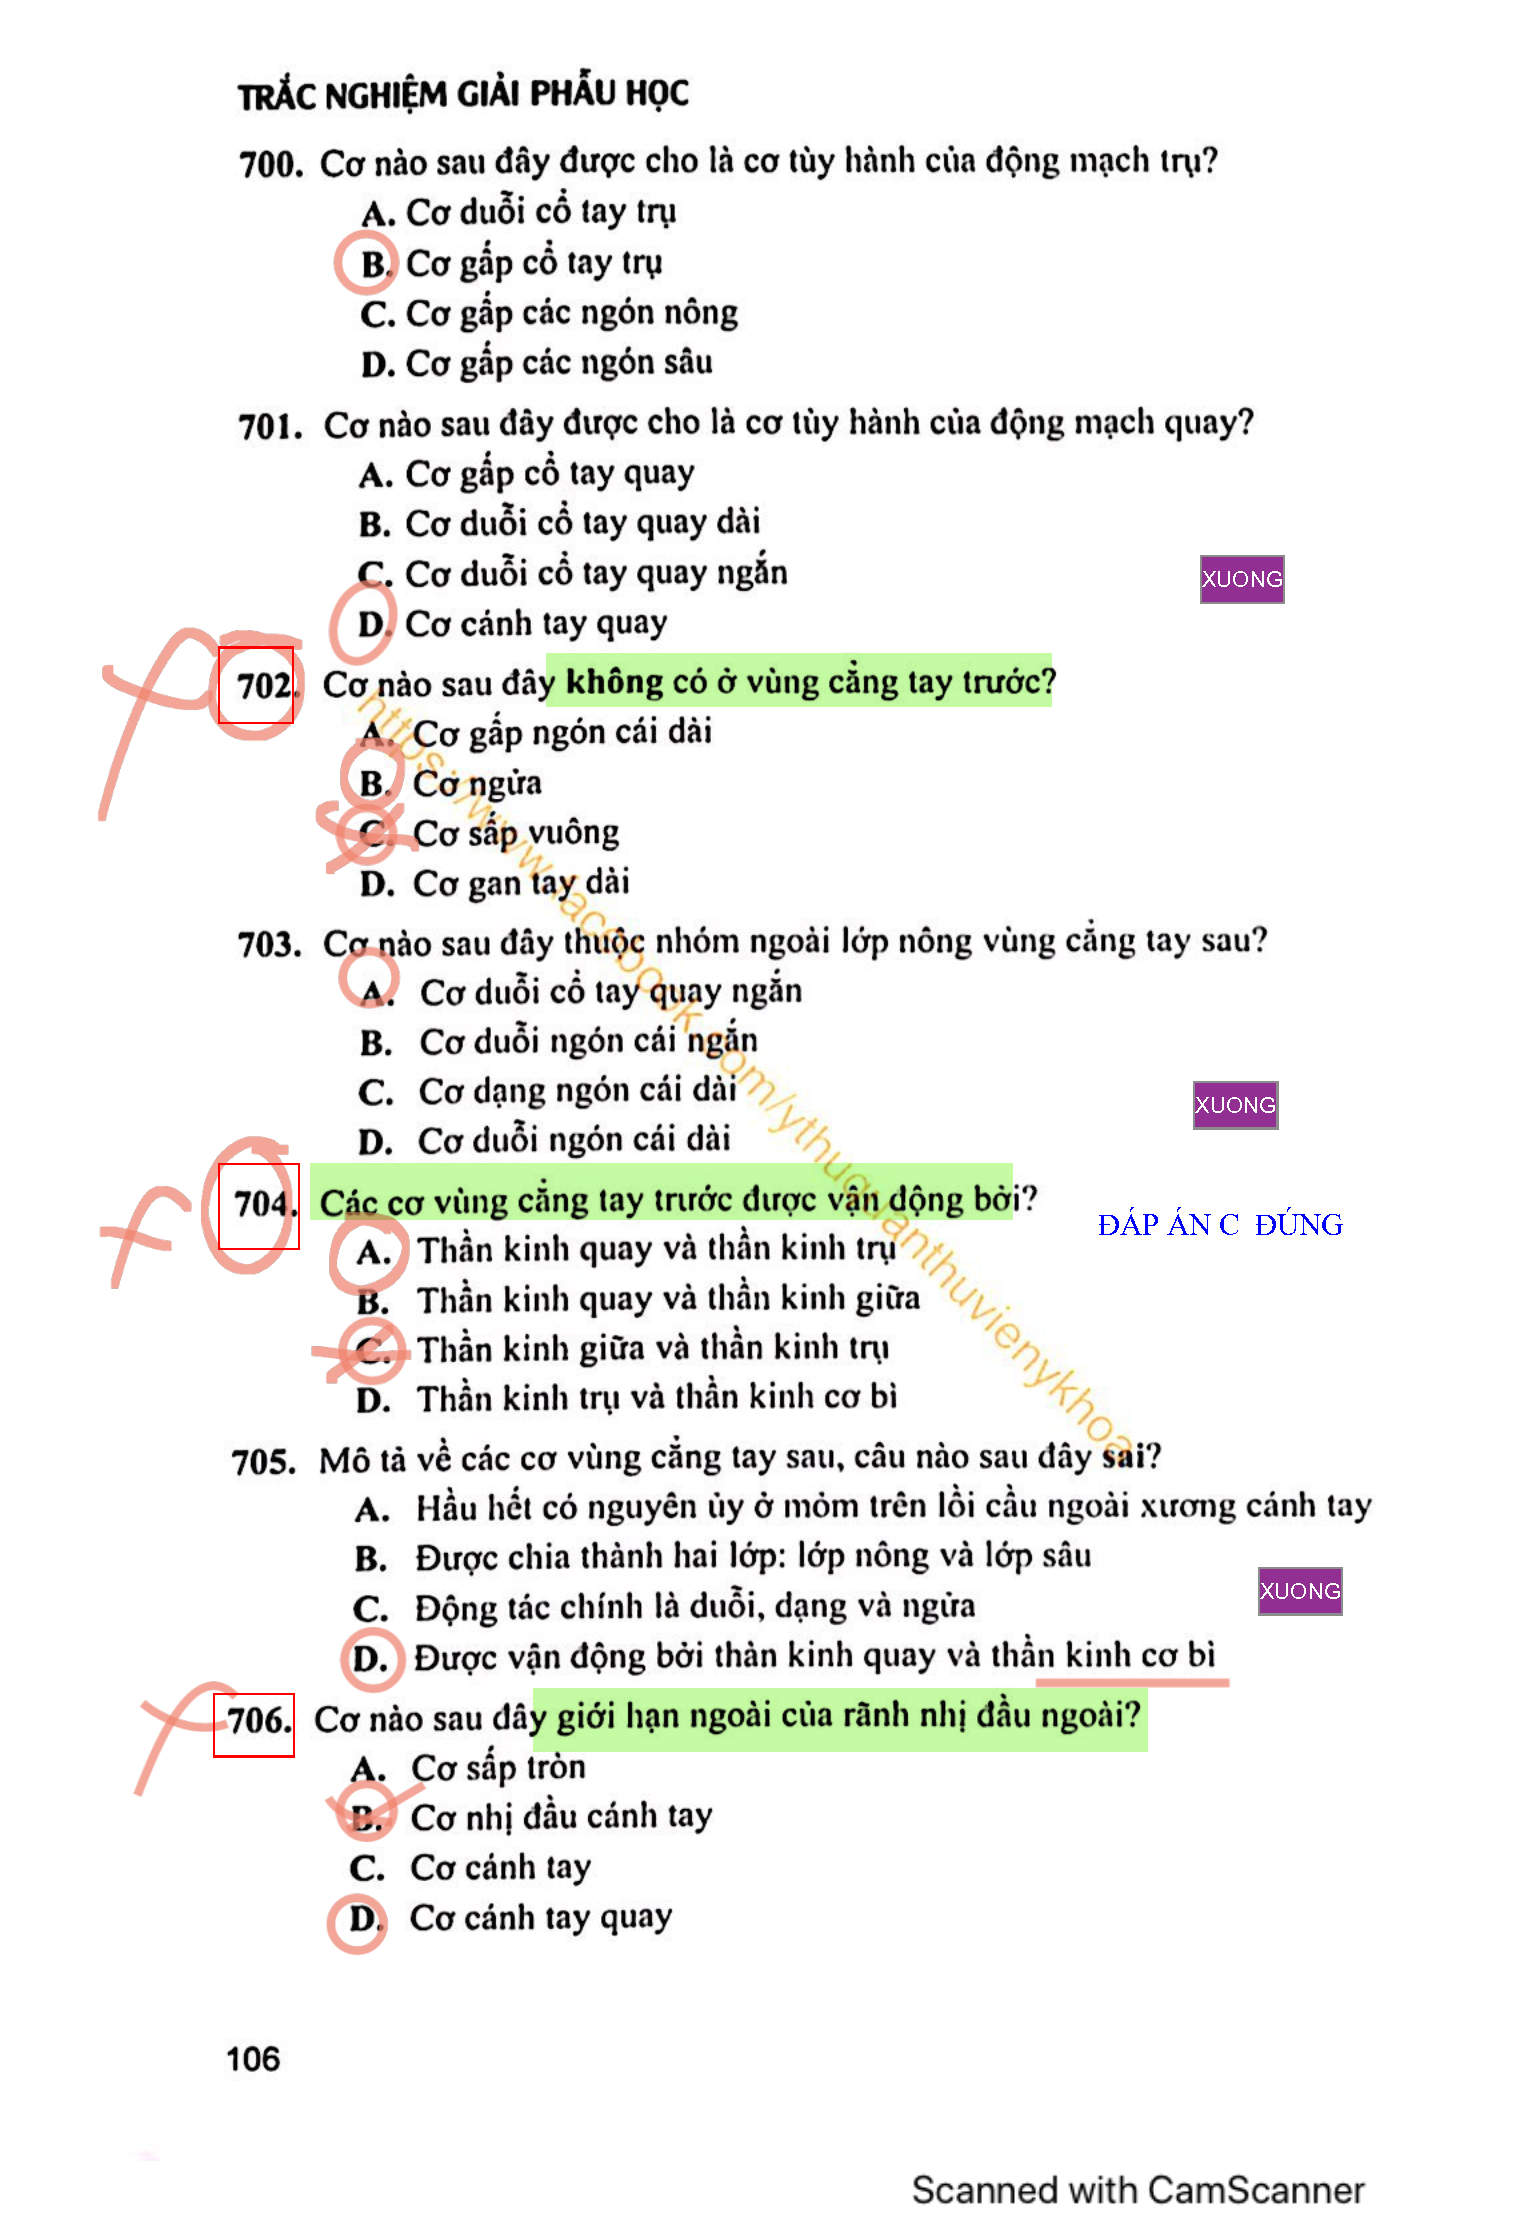 TRẮC NGHIỆM GIẢI PHẪU HỌC
700. Cơ nào sau đây được cho là cơ tùy hành của động mạch trụ?
A. Cơ duỗi cổ tay trụ
B. Cơ gấp cổ tay trụ
C. Cơ gấp các ngón nông
D. Cơ gấp các ngón sâu
701. Cơ nào sau đây được cho là cơ tùy hành của động mạch quay?
A. Cơ gấp cổ tay quay
B. Cơ duỗi cổ tay quay dài
C. Cơ duỗi cổ tay quay ngắn
XUONG
D. Cơ cánh tay quay
702. Cơ nào sau đây không có ở vùng cẳng tay trước?
A. Cơ gấp ngón cái dài
B. Cơ ngửa
C. Cơ sấp vuông
D. Cơ gan tay dài
703. Cơ nào sau đây thuộc nhóm ngoài lớp nông vùng cẳng tay sau?
A. Cơ duỗi cổ tay quay ngắn
B. Cơ duỗi ngón cái ngắn
C. Cơ dạng ngón cái dài
XUONG
D. Cơ duỗi ngón cái dài
704. Các cơ vùng cẳng tay trước được vận động bởi?
ĐÁP ÁN C ĐÚNG
A. Thần kinh quay và thần kinh trụ
B. Thần kinh quay và thần kinh giữa
C. Thần kinh giữa và thần kinh trụ
D. Thần kinh trụ và thần kinh cơ bì
705. Mô tả về các cơ vùng cẳng tay sau, câu nào sau đây sai?
A. Hầu hết có nguyên ủy ở mỏm trên lồi cầu ngoài xương cánh tay
B. Được chia thành hai lớp: lớp nông và lớp sâu
C. Động tác chính là duỗi, dạng và ngửa
XUONG
D. Được vận động bởi thàn kinh quay và thần kinh cơ bì
706. Cơ nào sau đây giới hạn ngoài của rãnh nhị đầu ngoài?
A. Cơ sấp tròn
B. Cơ nhị đầu cánh tay
C. Cơ cánh tay
D. Cơ cánh tay quay
https://www.facebook.com/ythuquanthuvienykhoa
106
Scanned with CamScanner